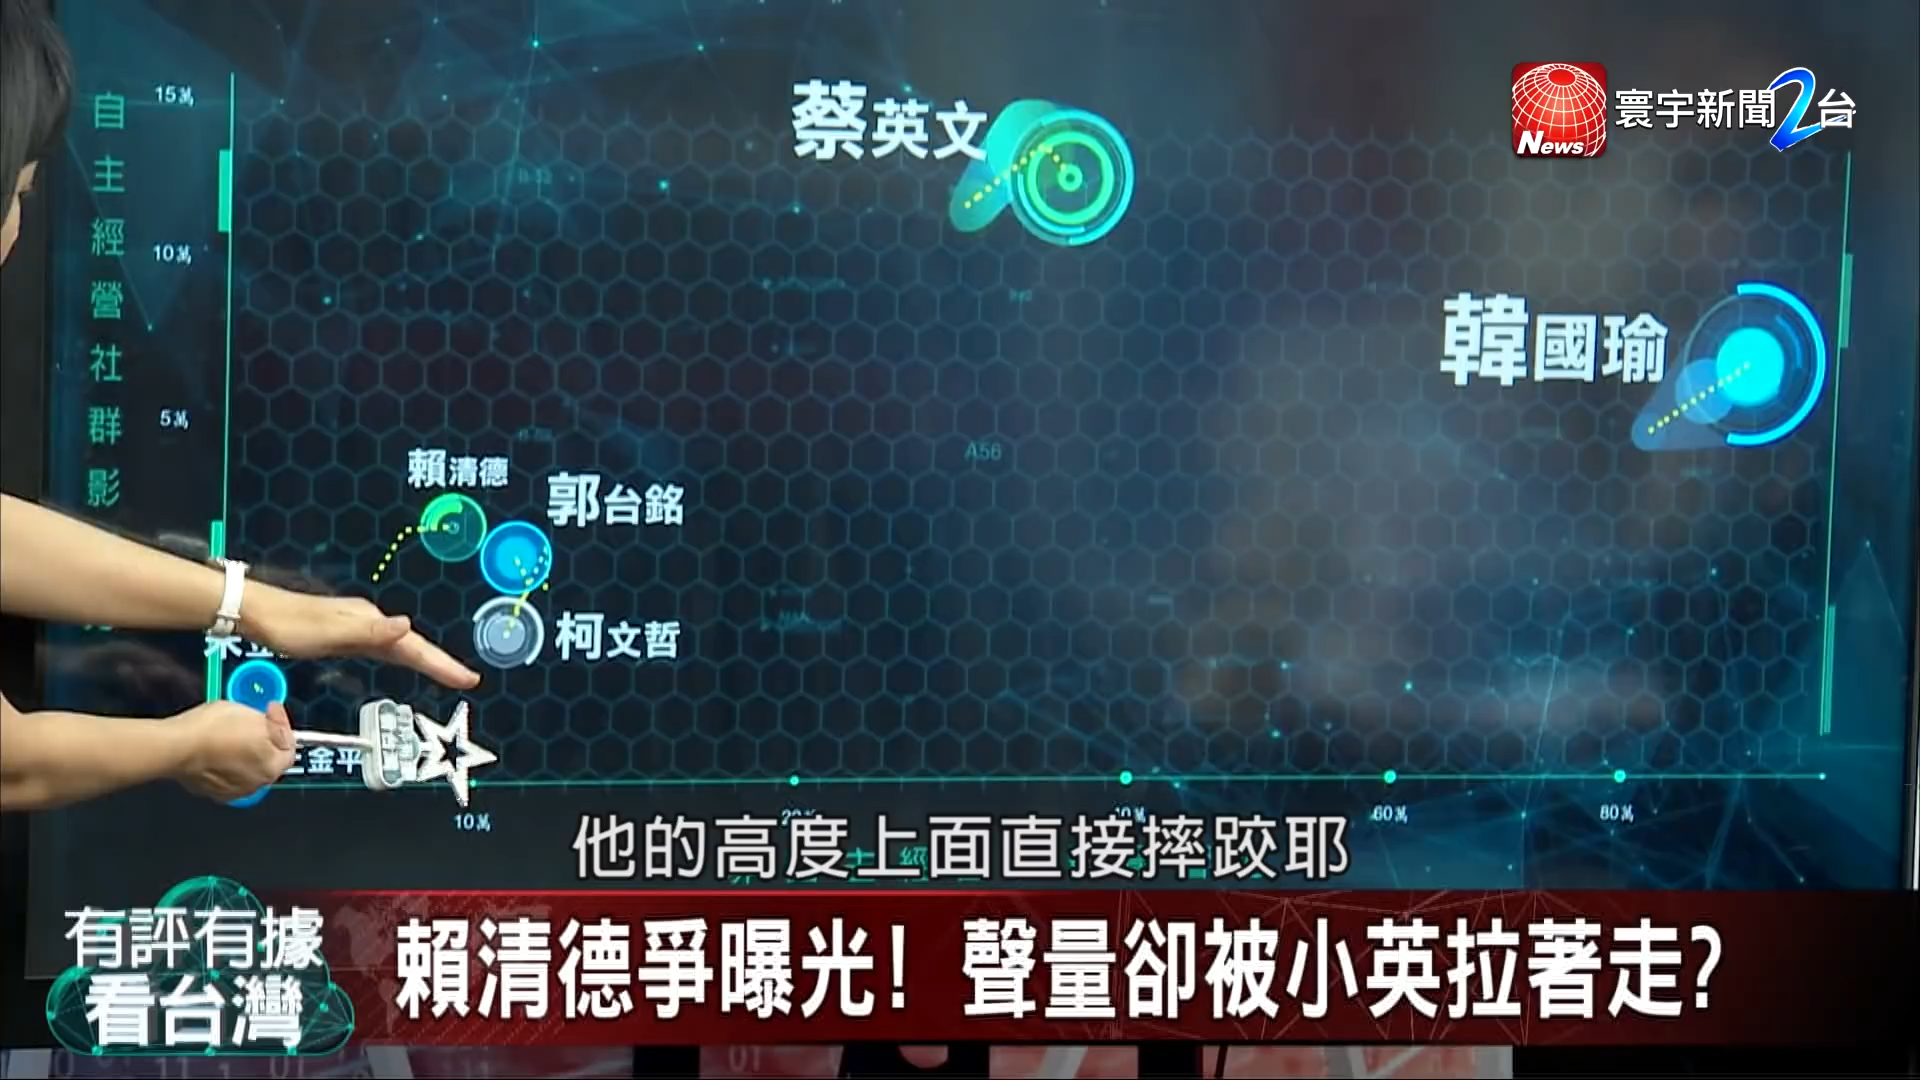 自主經營社群影
15萬
10萬
5萬
蔡英文
News
寰宇新聞2台
韓國瑜
A56
賴清德
郭台銘
柯文哲
金平
10萬
60萬
80萬
他的高度上面直接摔跤耶
有評有據
看台灣
賴清德爭曝光! 聲量卻被小英拉著走?